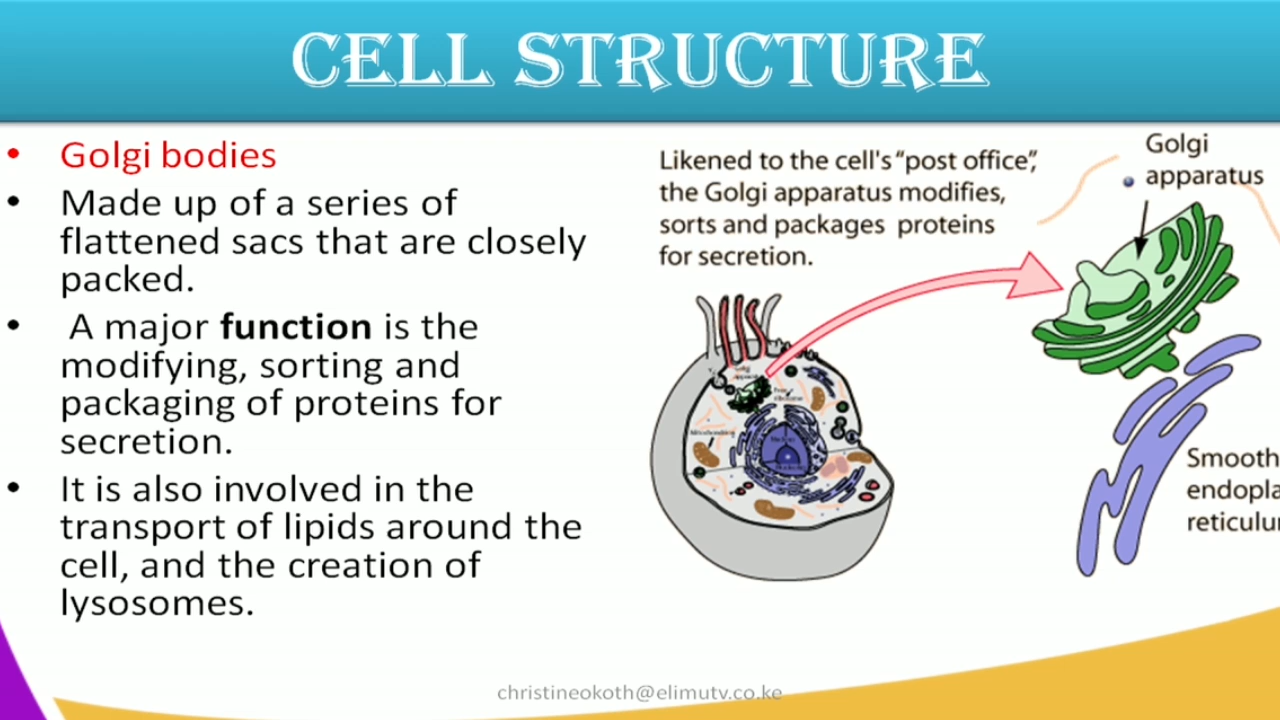 CELL STRUCTURE
• Golgi bodies
• Made up of a series of
flattened sacs that are closely
packed.
• A major function is the
modifying, sorting and
packaging of proteins for
secretion.
• It is also involved in the
transport of lipids around the
cell, and the creation of
lysosomes.
Likened to the cell's “post office”,
the Golgi apparatus modifies,
sorts and packages proteins
for secretion.
Golgi
apparatus
Smooth
endopla
reticulu
christineokoth@elimutv.co.ke